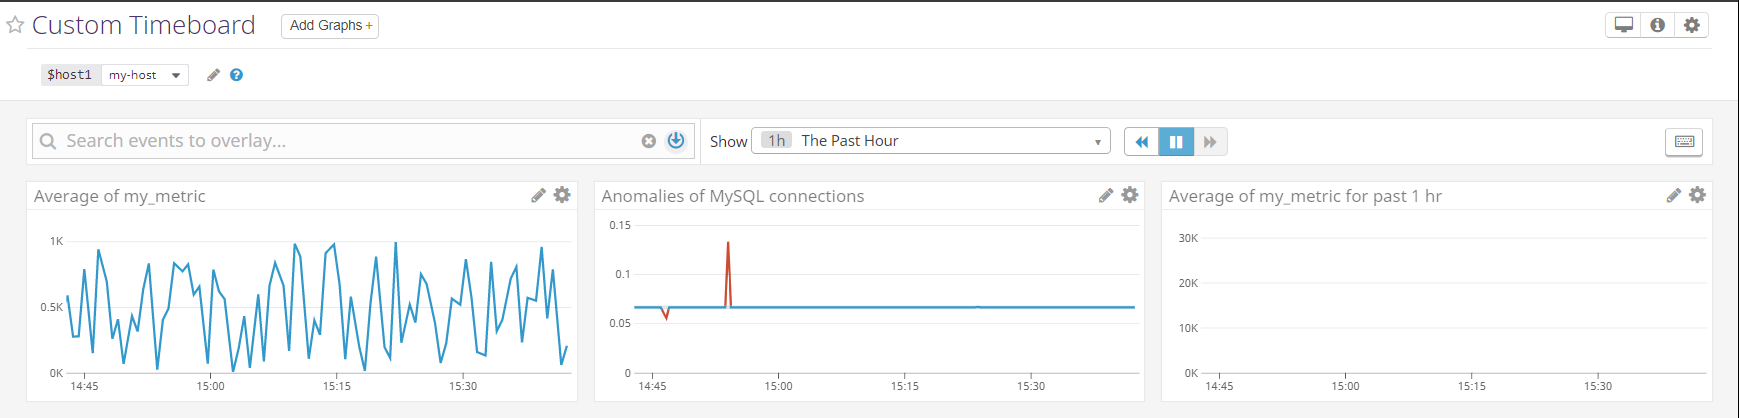 Custom Timeboard
Add Graphs +
$host1 my-host
Search events to overlay...
Show 1h The Past Hour
Average of my_metric
1K
0.5K
0K
14:45 15:00 15:15 15:30
Anomalies of MySQL connections
0.15
0.1
0.05
0
14:45 15:00 15:15 15:30
Average of my_metric for past 1 hr
30K
20K
10K
0K
14:45 15:00 15:15 15:30